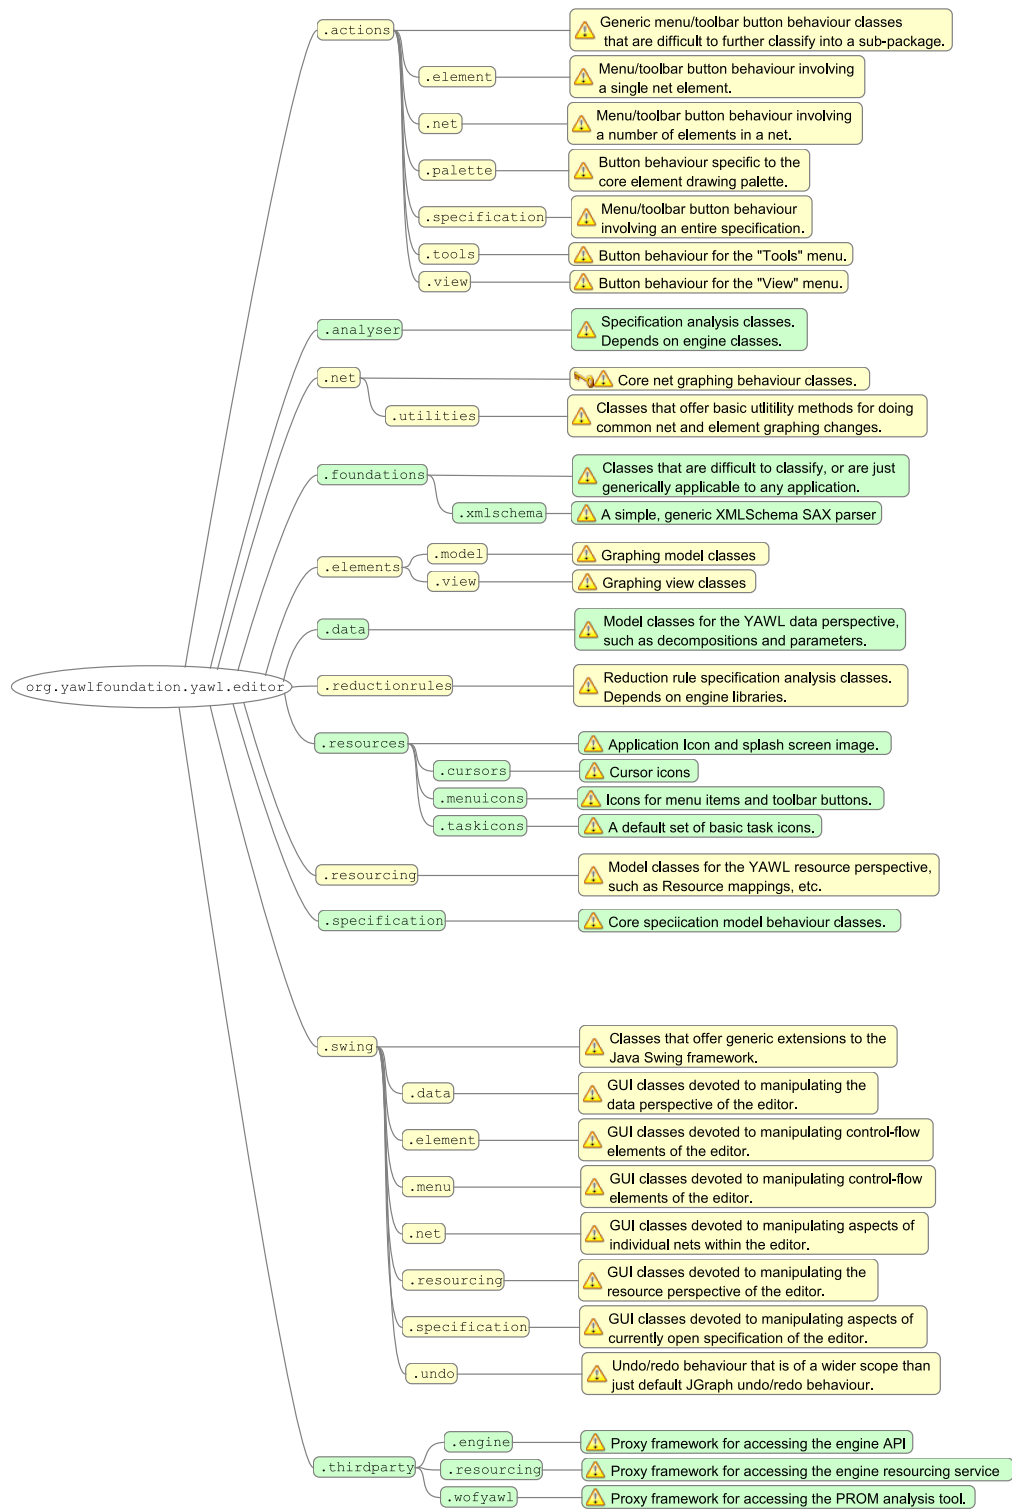 .actions
Generic menu/toolbar button behaviour classes
that are difficult to further classify into a sub-package.
.element
Menu/toolbar button behaviour involving
a single net element.
.net
Menu/toolbar button behaviour involving
a number of elements in a net.
.palette
Button behaviour specific to the
core element drawing palette.
.specification
Menu/toolbar button behaviour
involving an entire specification.
.tools
Button behaviour for the "Tools" menu.
.view
Button behaviour for the "View" menu.
.analyser
Specification analysis classes.
Depends on engine classes.
.net
Core net graphing behaviour classes.
.utilities
Classes that offer basic utlitility methods for doing
common net and element graphing changes.
.foundations
Classes that are difficult to classify, or are just
generically applicable to any application.
.xmlschema
A simple, generic XMLSchema SAX parser
.elements
.model
Graphing model classes
.view
Graphing view classes
.data
Model classes for the YAWL data perspective,
such as decompositions and parameters.
org.yawlfoundation.yawl.editor
.reductionrules
Reduction rule specification analysis classes.
Depends on engine libraries.
.resources
Application Icon and splash screen image.
.cursors
Cursor icons
.menuicons
Icons for menu items and toolbar buttons.
.taskicons
A default set of basic task icons.
.resourcing
Model classes for the YAWL resource perspective,
such as Resource mappings, etc.
.specification
Core speciication model behaviour classes.
.swing
Classes that offer generic extensions to the
Java Swing framework.
.data
GUI classes devoted to manipulating the
data perspective of the editor.
.element
GUI classes devoted to manipulating control-flow
elements of the editor.
.menu
GUI classes devoted to manipulating control-flow
elements of the editor.
.net
GUI classes devoted to manipulating aspects of
individual nets within the editor.
.resourcing
GUI classes devoted to manipulating the
resource perspective of the editor.
.specification
GUI classes devoted to manipulating aspects of
currently open specification of the editor.
.undo
Undo/redo behaviour that is of a wider scope than
just default JGraph undo/redo behaviour.
.thirdparty
.engine
Proxy framework for accessing the engine API
.resourcing
Proxy framework for accessing the engine resourcing service
.wofyawl
Proxy framework for accessing the PROM analysis tool.